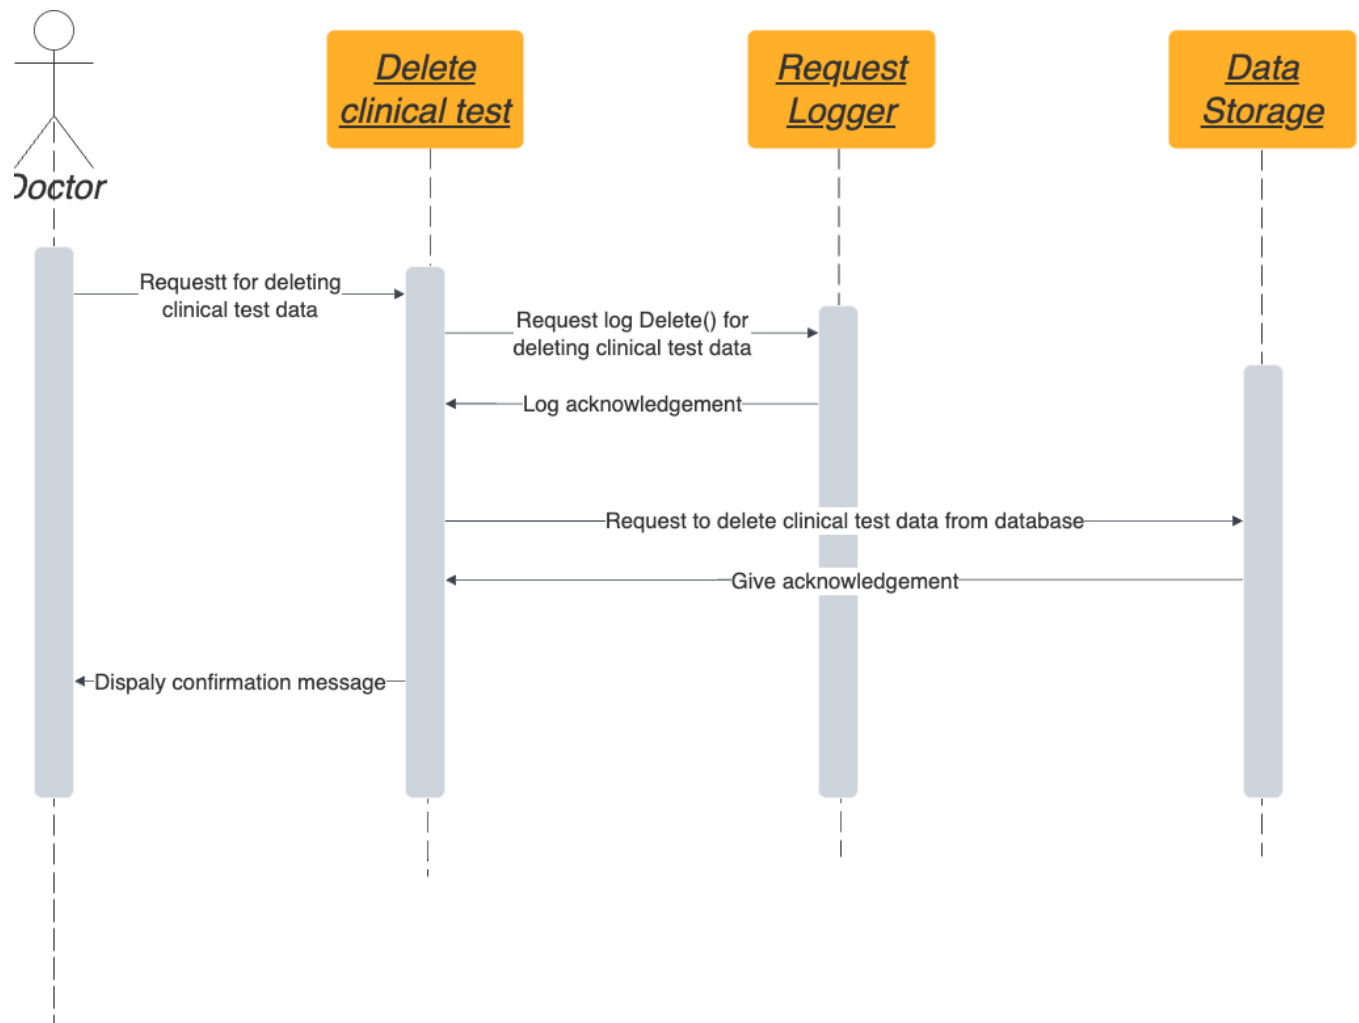 Delete
clinical test
Request
Logger
Data
Storage
Doctor
Requestt for deleting
clinical test data
Request log Delete() for
deleting clinical test data
Log acknowledgement
Request to delete clinical test data from database
Give acknowledgement
Dispaly confirmation message